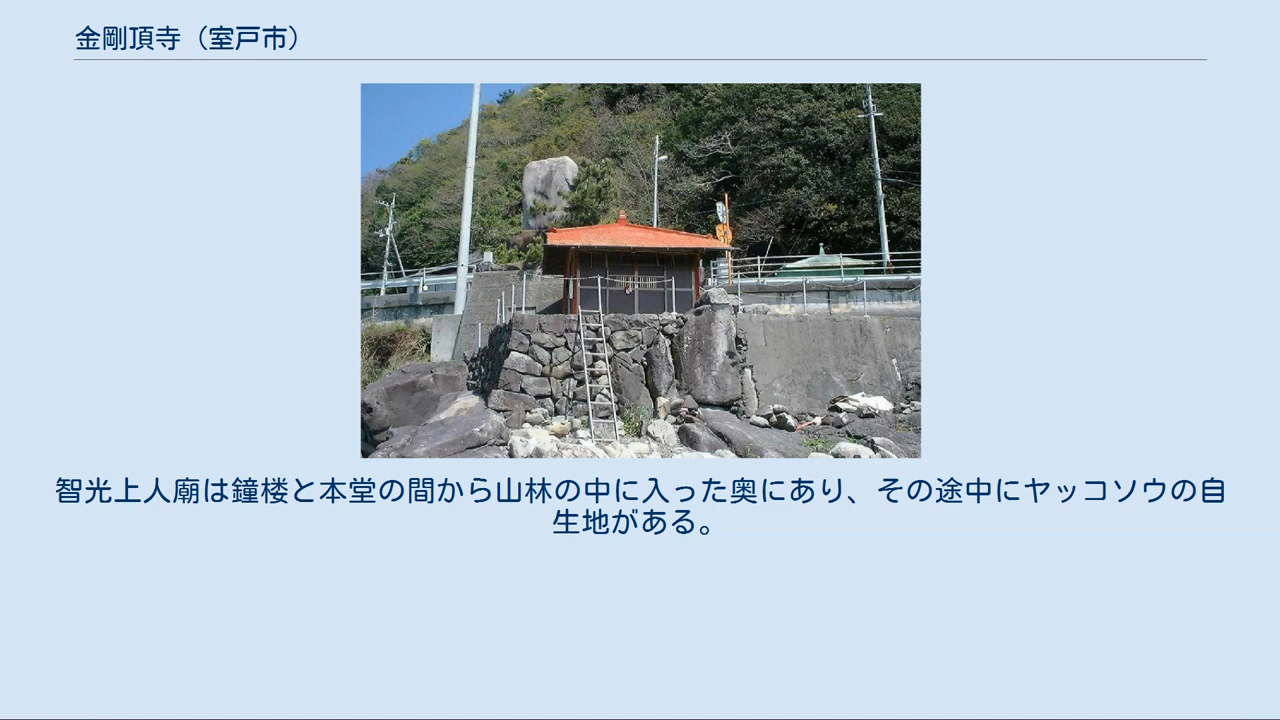 金剛頂寺（室戸市）
智光上人廟は鐘楼と本堂の間から山林の中に入った奥にあり、その途中にヤッコソウの自
生地がある。